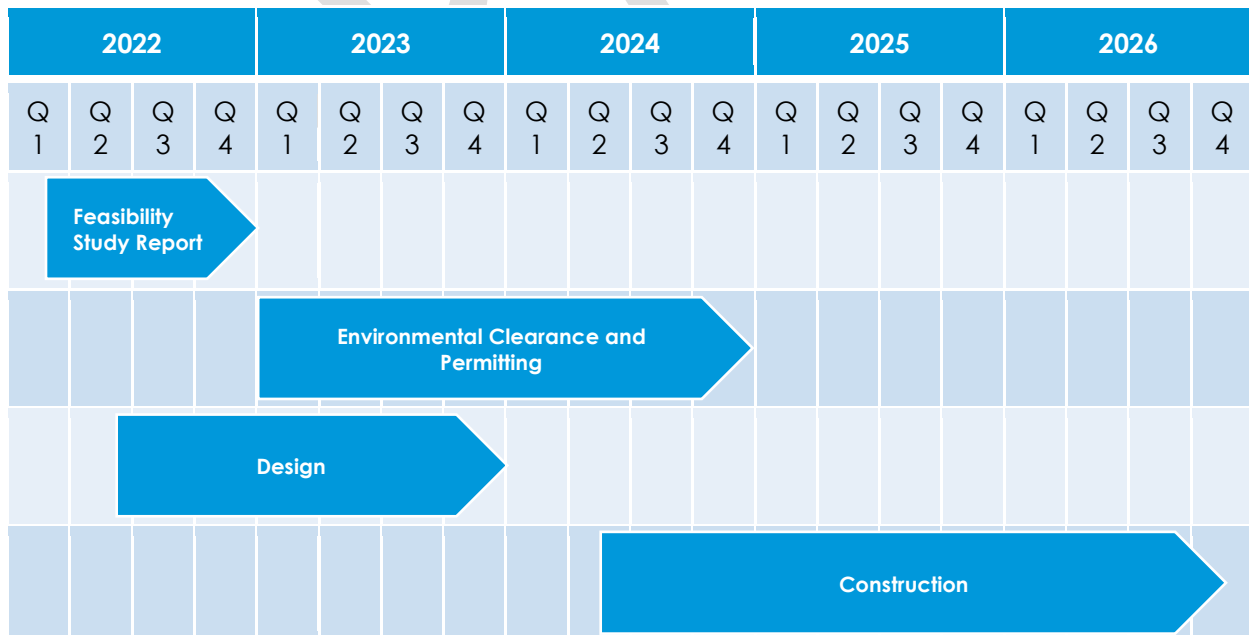 2022 2023 2024 2025 2026
Q Q Q Q Q Q Q Q Q Q Q Q Q Q Q Q Q Q Q Q
1 2 3 4 1 2 3 4 1 2 3 4 1 2 3 4 1 2 3 4
Feasibility
Study Report
Environmental Clearance and
Permitting
Design
Construction